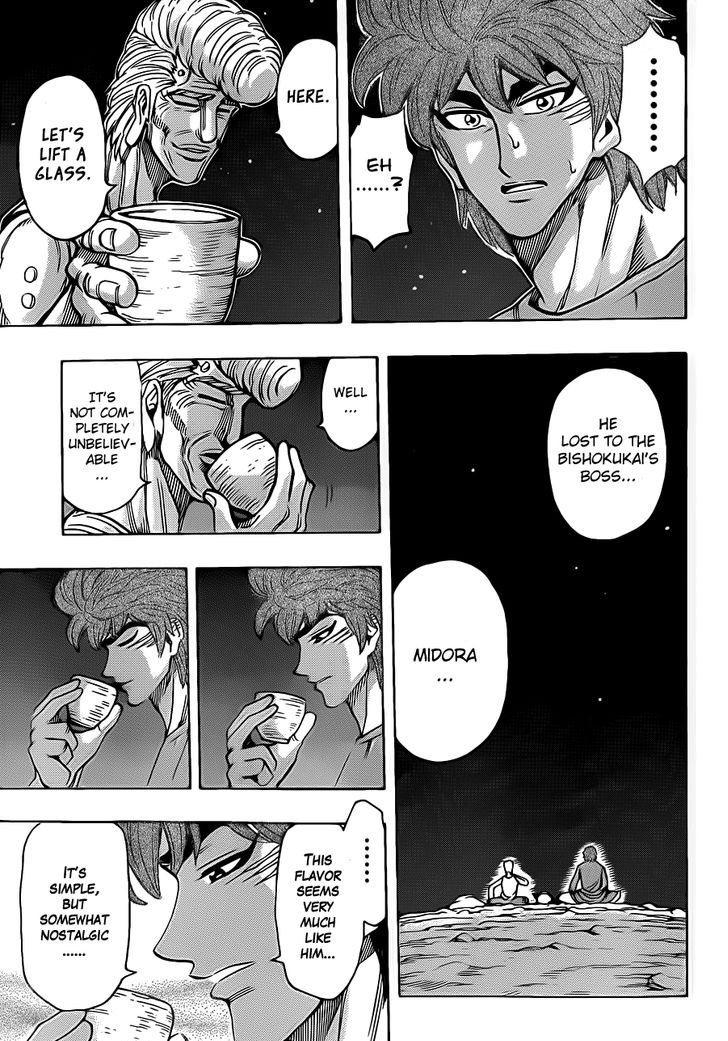 ………
EH
......?
HERE.
LET'S
LIFT A
GLASS.
HE
LOST TO THE
BISHOKUKAI'S
BOSS...
MIDORA
...
WELL
...
IT'S
NOT COM-
PLETELY
UNBELIEV-
ABLE
...
......
THIS
FLAVOR
SEEMS
VERY
MUCH
LIKE
HIM...
IT'S
SIMPLE,
BUT
SOMEWHAT
NOSTALGIC
......